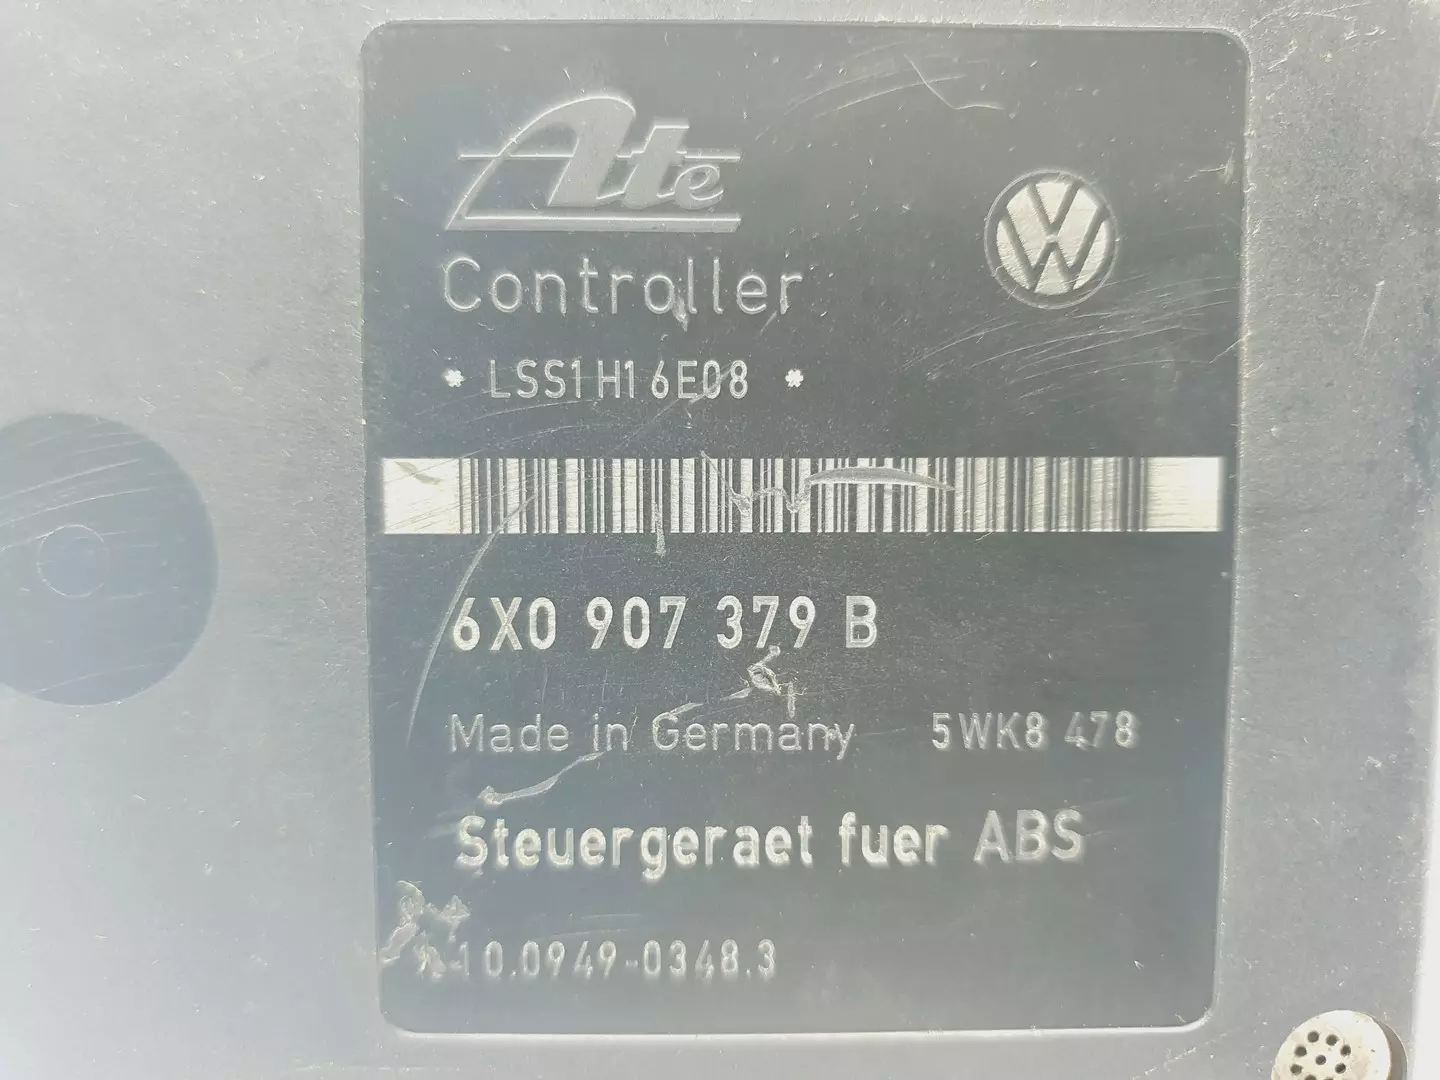 Ate
Controller
* LSS1H16E08 *
6X0 907 379 B
Made in Germany 5WK8 478
Steuergeraet fuer ABS
10.0949-0348.3